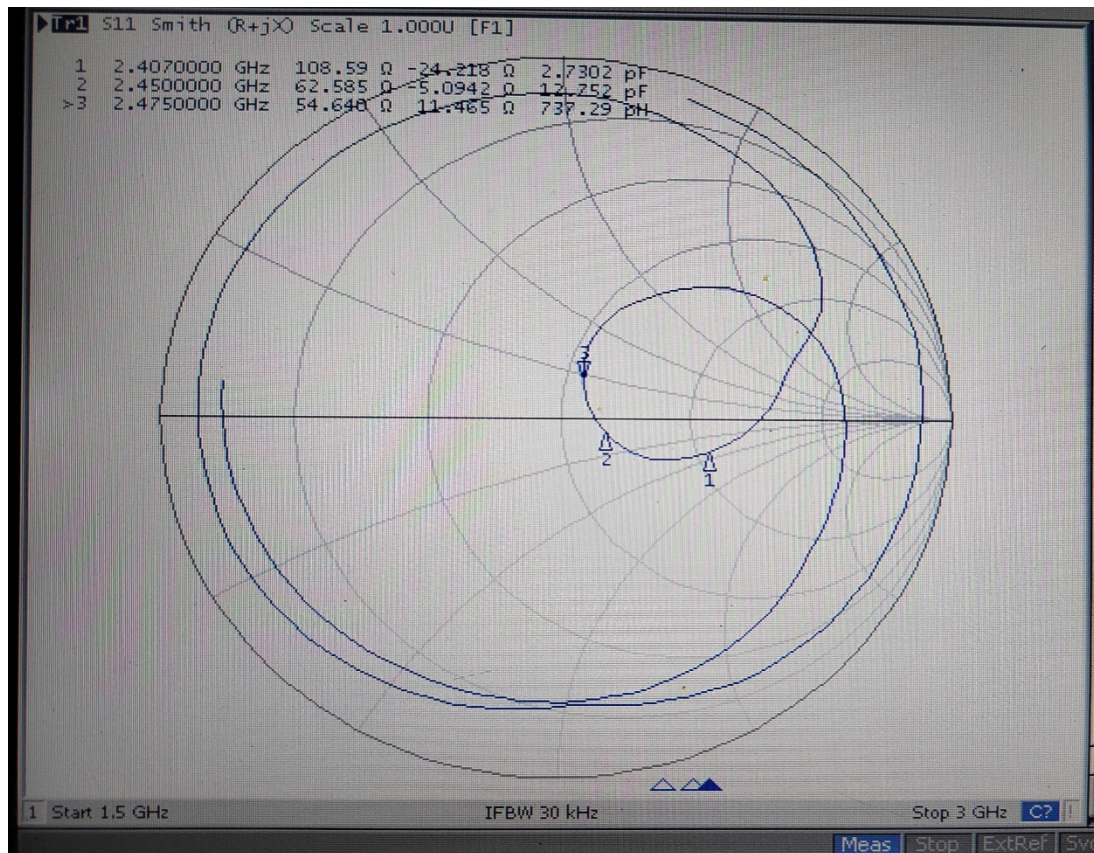 ▶Tr1 S11 Smith (R+jX) Scale 1.000U [F1]
1 2.4070000 GHz 108.59 Ω -24.218 Ω 2.7302 pF
2 2.4500000 GHz 62.585 Ω -5.0942 Ω 12.752 pF
>3 2.4750000 GHz 54.640 Ω 11.465 Ω 737.29 pH
3
2
1
1 Start 1.5 GHz IFBW 30 kHz Stop 3 GHz C? !
Meas Stop ExtRef Svc